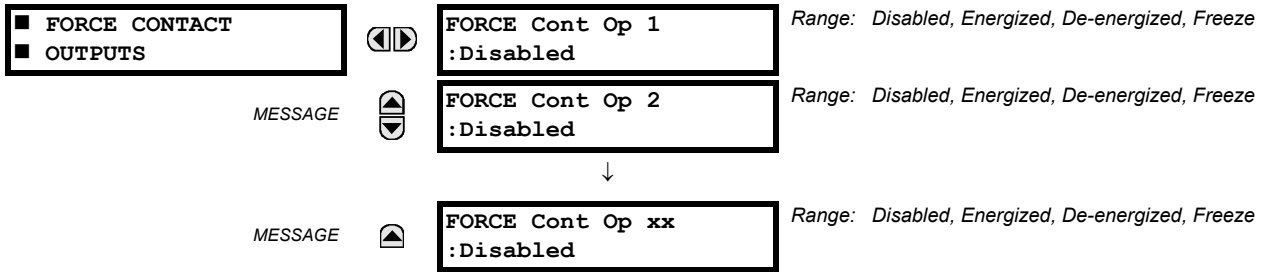 ■ FORCE CONTACT
■ OUTPUTS
FORCE Cont Op 1
:Disabled
Range: Disabled, Energized, De-energized, Freeze
MESSAGE
FORCE Cont Op 2
:Disabled
Range: Disabled, Energized, De-energized, Freeze
↓
MESSAGE
FORCE Cont Op xx
:Disabled
Range: Disabled, Energized, De-energized, Freeze